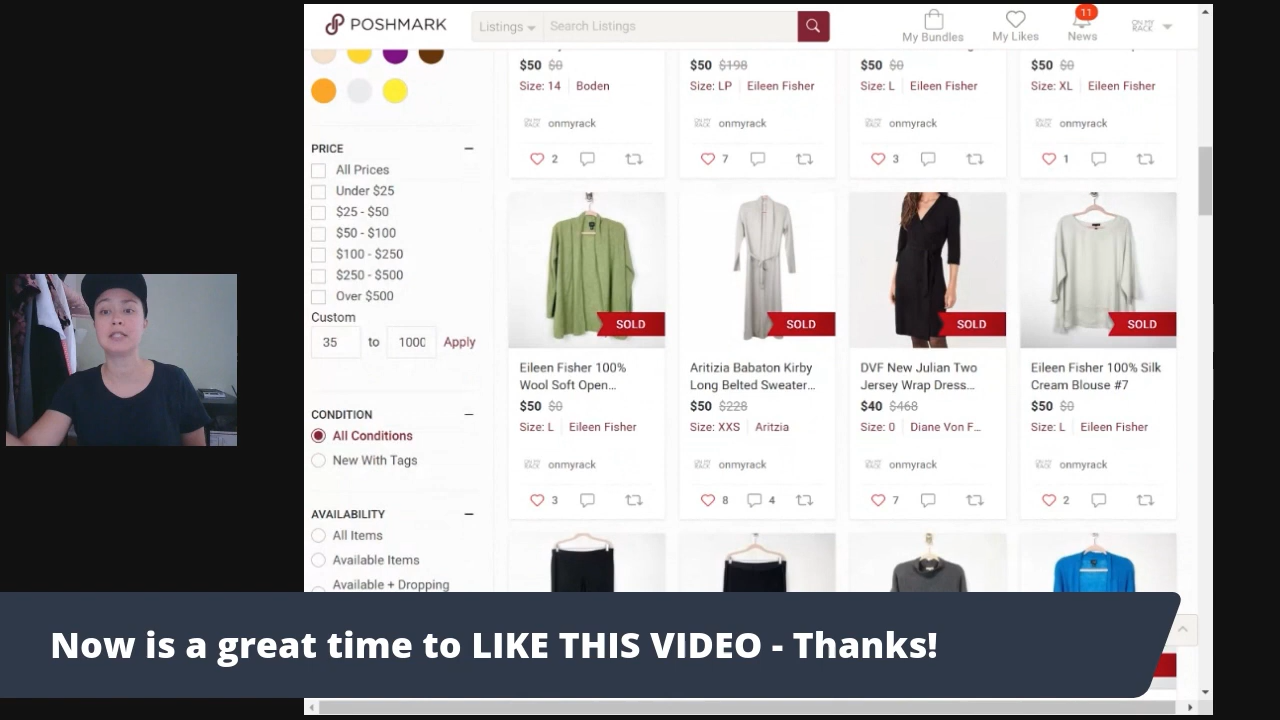 POSHMARK
Listings
Search Listings
My Bundles
My Likes
11
News
ON MY
RACK
PRICE
All Prices
Under $25
$25 - $50
$50 - $100
$100 - $250
$250 - $500
Over $500
Custom
35 to 1000 Apply
CONDITION
All Conditions
New With Tags
AVAILABILITY
All Items
Available Items
Available + Dropping
$50 $0
Size: 14 Boden
onmyrack
2
$50 $198
Size: LP Eileen Fisher
onmyrack
7
$50 $0
Size: L Eileen Fisher
onmyrack
3
$50 $0
Size: XL Eileen Fisher
onmyrack
1
SOLD
Eileen Fisher 100%
Wool Soft Open...
$50 $0
Size: L Eileen Fisher
onmyrack
3
SOLD
Aritizia Babaton Kirby
Long Belted Sweater...
$50 $228
Size: XXS Aritzia
onmyrack
8 4
SOLD
DVF New Julian Two
Jersey Wrap Dress...
$40 $468
Size: 0 Diane Von F...
onmyrack
7
SOLD
Eileen Fisher 100% Silk
Cream Blouse #7
$50 $0
Size: L Eileen Fisher
onmyrack
2
Now is a great time to LIKE THIS VIDEO - Thanks!